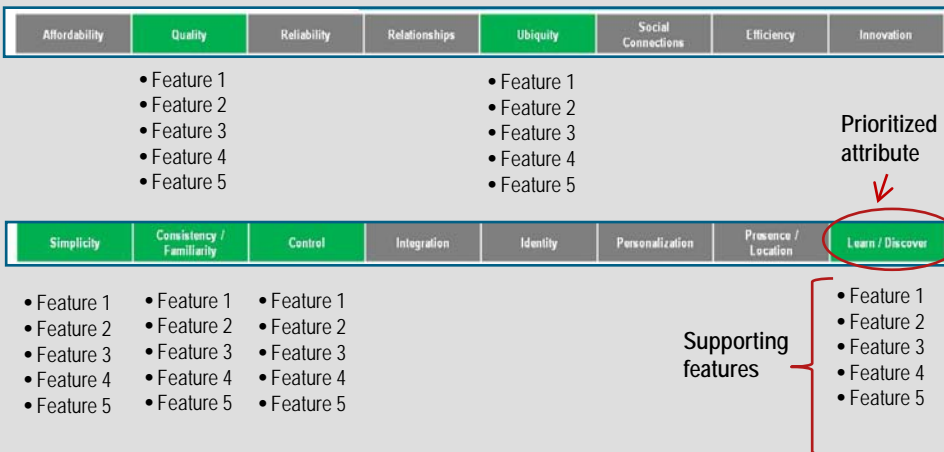 Affordability
Quality
Reliability
Relationships
Ubiquity
Social
Connections
Efficiency
Innovation
• Feature 1
• Feature 2
• Feature 3
• Feature 4
• Feature 5
• Feature 1
• Feature 2
• Feature 3
• Feature 4
• Feature 5
Prioritized
attribute
Simplicity
Consistency /
Familiarity
Control
Integration
Identity
Personalization
Presence /
Location
Learn / Discover
• Feature 1
• Feature 2
• Feature 3
• Feature 4
• Feature 5
• Feature 1
• Feature 2
• Feature 3
• Feature 4
• Feature 5
• Feature 1
• Feature 2
• Feature 3
• Feature 4
• Feature 5
Supporting
features
• Feature 1
• Feature 2
• Feature 3
• Feature 4
• Feature 5